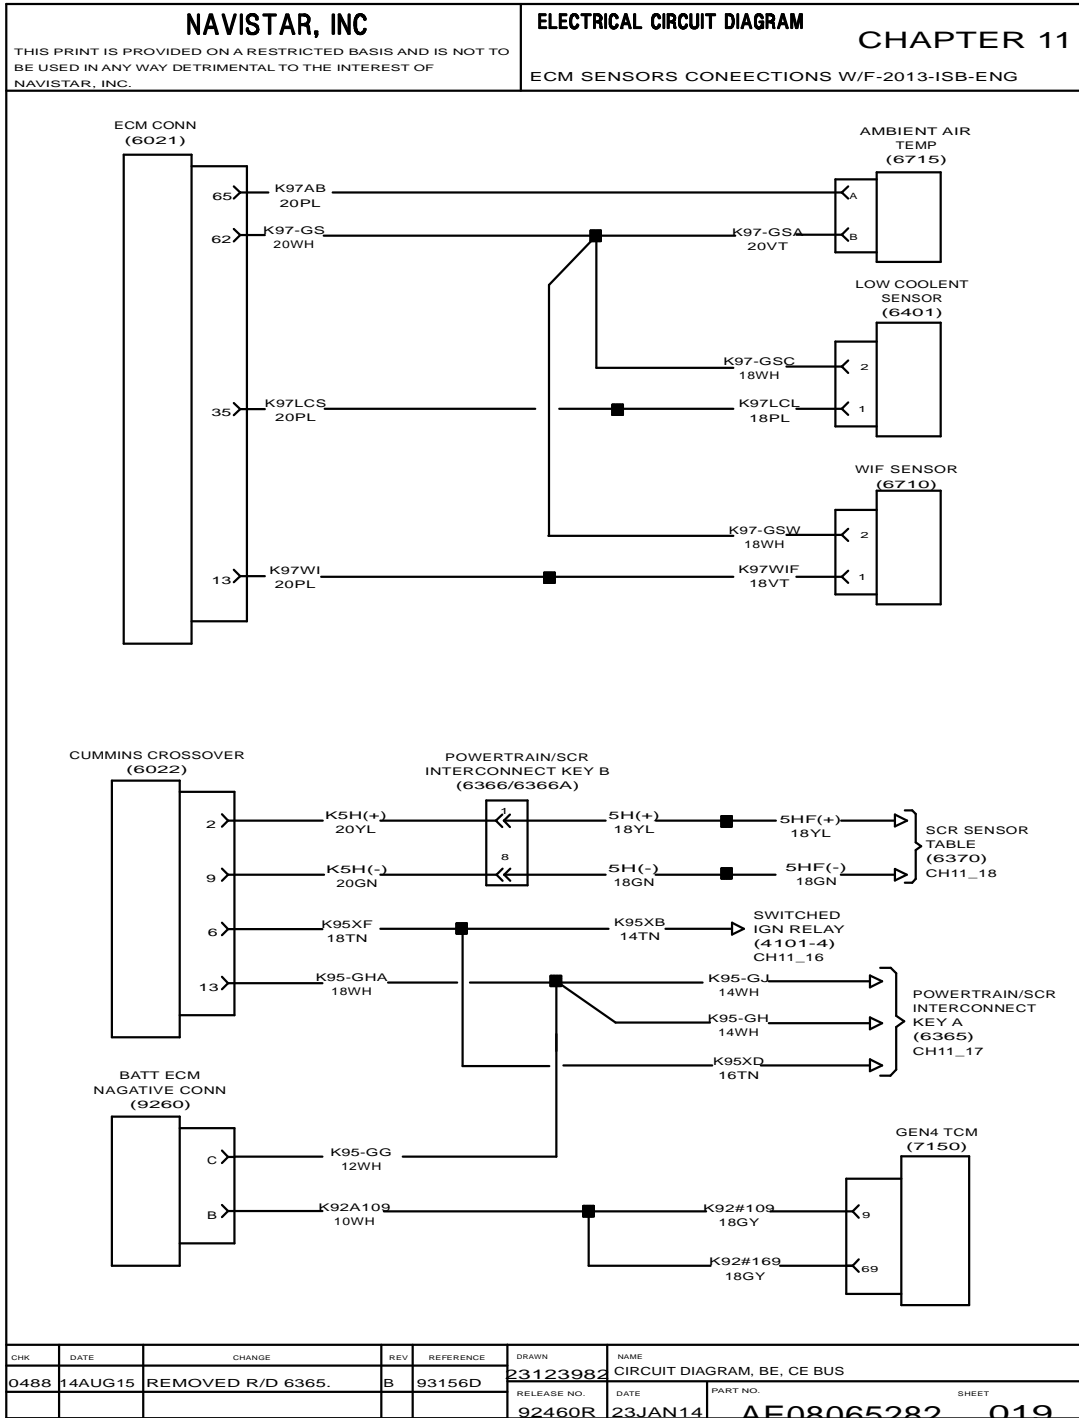 NAVISTAR, INC
THIS PRINT IS PROVIDED ON A RESTRICTED BASIS AND IS NOT TO
BE USED IN ANY WAY DETRIMENTAL TO THE INTEREST OF
NAVISTAR, INC.
ELECTRICAL CIRCUIT DIAGRAM
CHAPTER 11
ECM SENSORS CONEECTIONS W/F-2013-ISB-ENG
ECM CONN
(6021)
AMBIENT AIR
TEMP
(6715)
65
K97AB
20PL
A
62
K97-GS
20WH
K97-GSA
20VT
B
LOW COOLENT
SENSOR
(6401)
K97-GSC
18WH
2
35
K97LCS
20PL
K97LCL
18PL
1
WIF SENSOR
(6710)
K97-GSW
18WH
2
13
K97WI
20PL
K97WIF
18VT
1
CUMMINS CROSSOVER
(6022)
POWERTRAIN/SCR
INTERCONNECT KEY B
(6366/6366A)
2
K5H(+)
20YL
1
5H(+)
18YL
5HF(+)
18YL
SCR SENSOR
TABLE
(6370)
CH11_18
9
K5H(-)
20GN
8
5H(-)
18GN
5HF(-)
18GN
6
K95XF
18TN
K95XB
14TN
SWITCHED
IGN RELAY
(4101-4)
CH11_16
13
K95-GHA
18WH
K95-GJ
14WH
K95-GH
14WH
K95XD
16TN
POWERTRAIN/SCR
INTERCONNECT
KEY A
(6365)
CH11_17
BATT ECM
NAGATIVE CONN
(9260)
GEN4 TCM
(7150)
C
K95-GG
12WH
B
K92A109
10WH
K92#109
18GY
9
K92#169
18GY
69
CHK DATE CHANGE REV REFERENCE
0488 14AUG15 REMOVED R/D 6365. B 93156D
DRAWN
23123982
NAME
CIRCUIT DIAGRAM, BE, CE BUS
RELEASE NO. DATE PART NO. SHEET
92460R 23JAN14 AE08065282 019